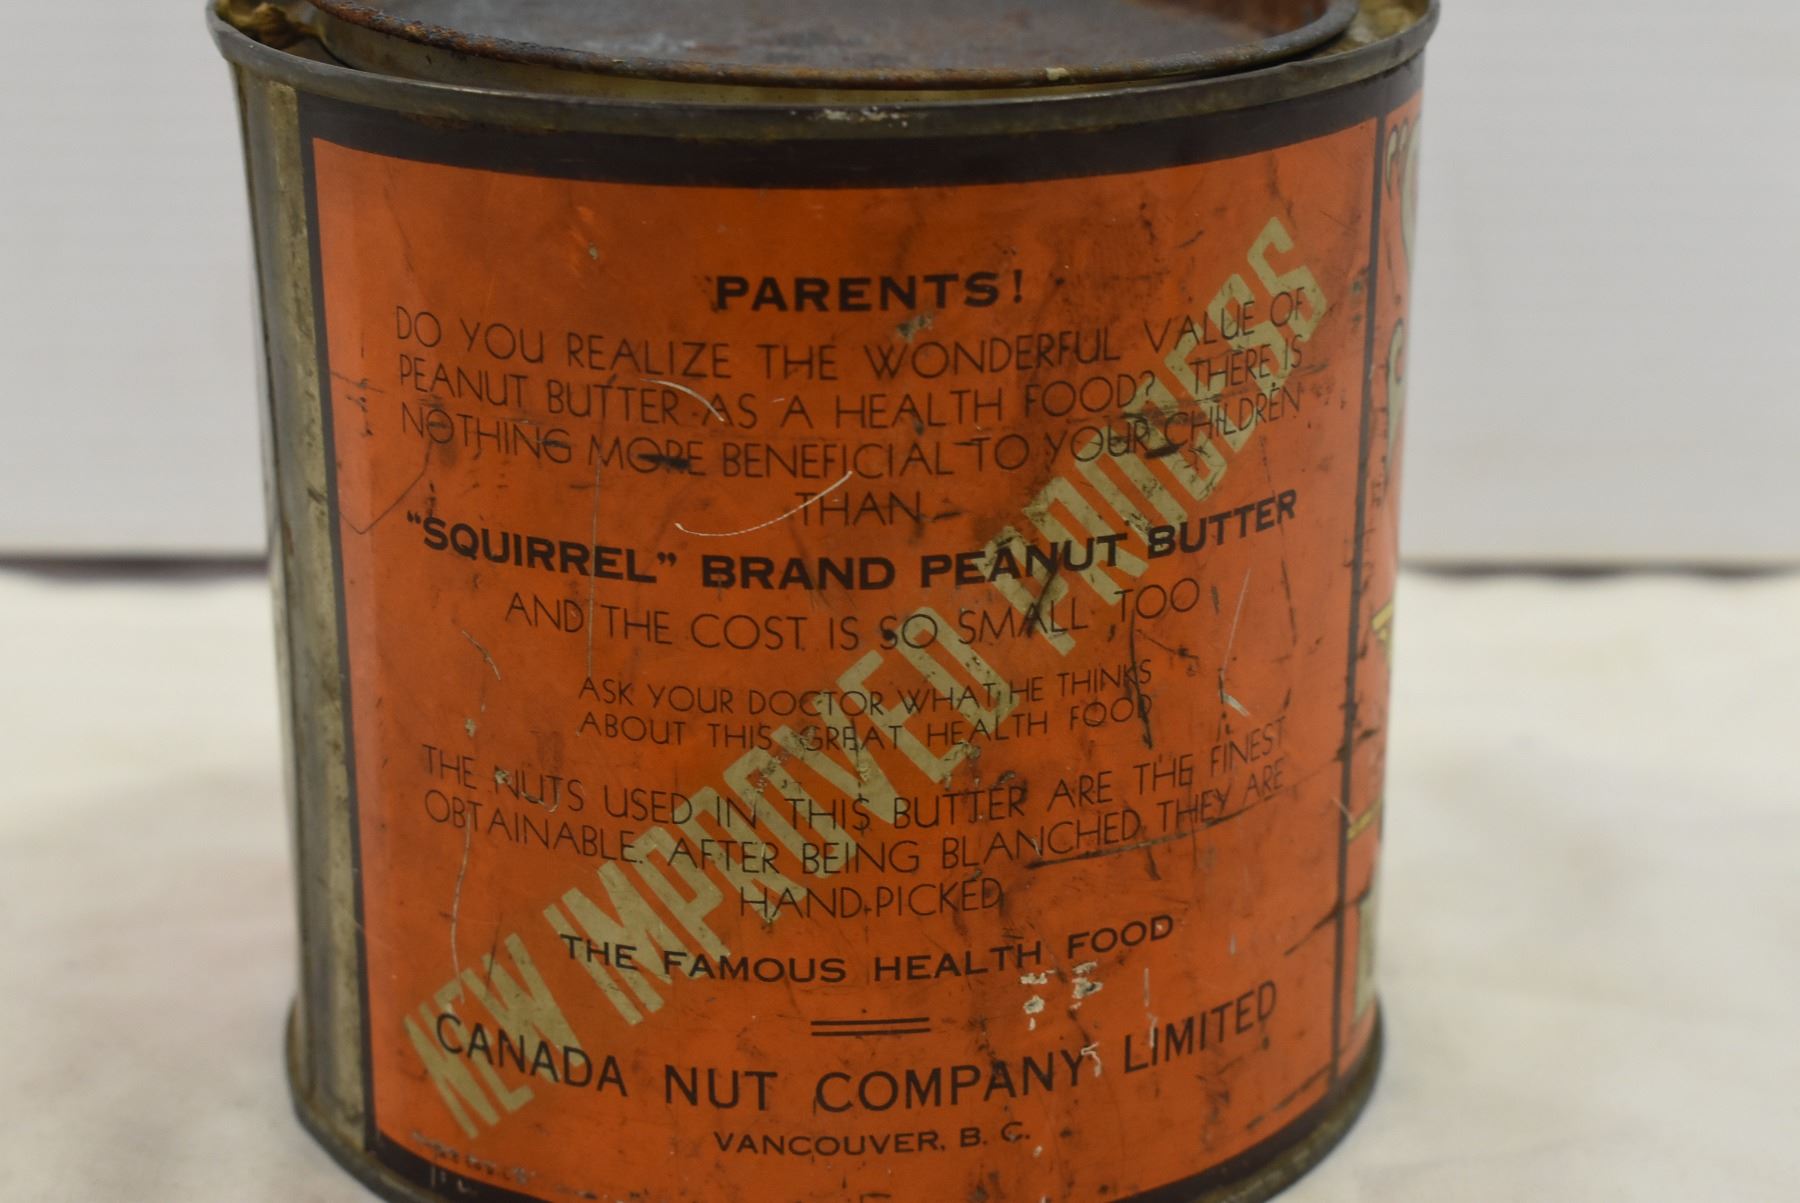 PARENTS!
DO YOU REALIZE THE WONDERFUL VALUE OF
PEANUT BUTTER AS A HEALTH FOOD? THERE IS
NOTHING MORE BENEFICIAL TO YOUR CHILDREN
THAN
"SQUIRREL" BRAND PEANUT BUTTER
AND THE COST IS SO SMALL, TOO
ASK YOUR DOCTOR WHAT HE THINKS
ABOUT THIS GREAT HEALTH FOOD
THE NUTS USED IN THIS BUTTER ARE THE FINEST
OBTAINABLE. AFTER BEING BLANCHED THEY ARE
HAND-PICKED
THE FAMOUS HEALTH FOOD
CANADA NUT COMPANY LIMITED
VANCOUVER, B. C.
NEW IMPROVED PROCESS